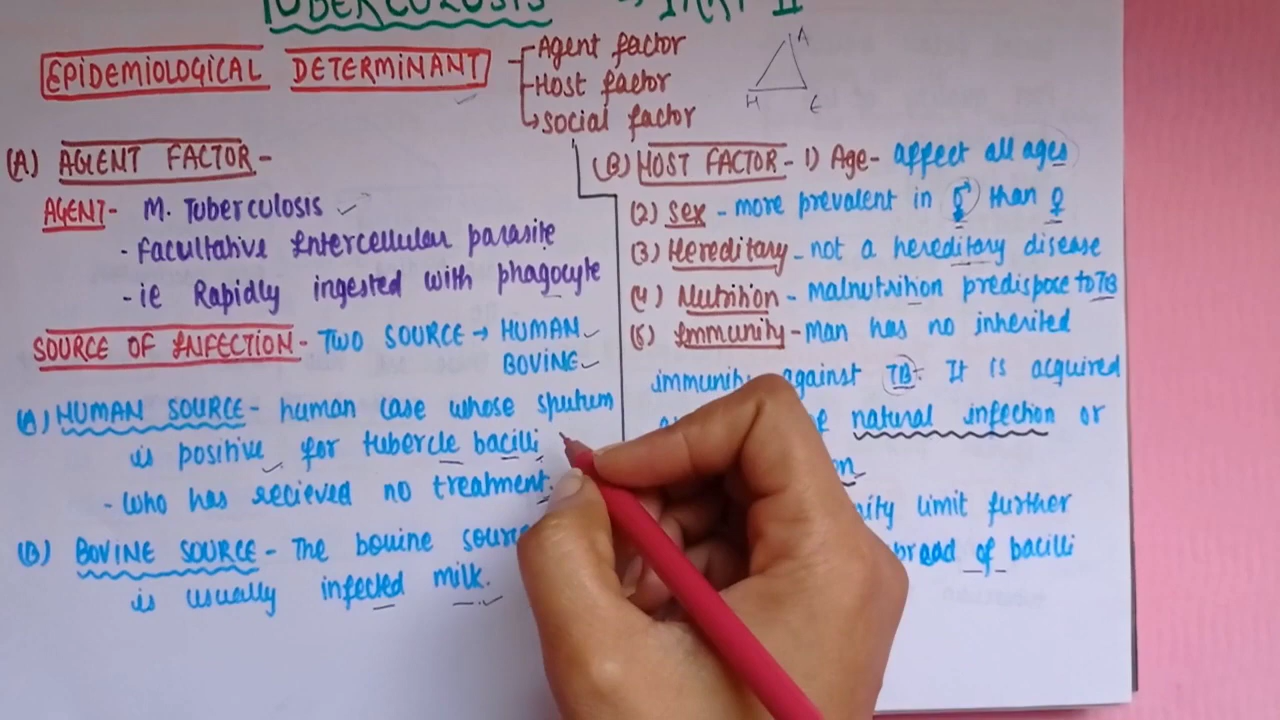 TUBERCULOSIS → PART II
EPIDEMIOLOGICAL DETERMINANT
Agent factor
Host factor
Social factor
A
H
E
(A) AGENT FACTOR-
AGENT- M. Tuberculosis
- Facultative Intercellular parasite
- ie Rapidly ingested with phagocyte
SOURCE OF INFECTION- TWO SOURCE → HUMAN
BOVINE
(A) HUMAN SOURCE- human case whose sputum
is positive for tubercle bacilli
- who has recieved no treatment.
(B) BOVINE SOURCE - The bovine
is usually infected milk.
(B) HOST FACTOR - 1) Age- affect all ages
(2) Sex - more prevalent in ♂ than ♀
(3) Hereditary - not a hereditary disease
(4) Nutrition - malnutrition predispose to TB
(5) Immunity - man has no inherited
immunity against TB. It is acquired
natural infection or
limit further
of bacilli